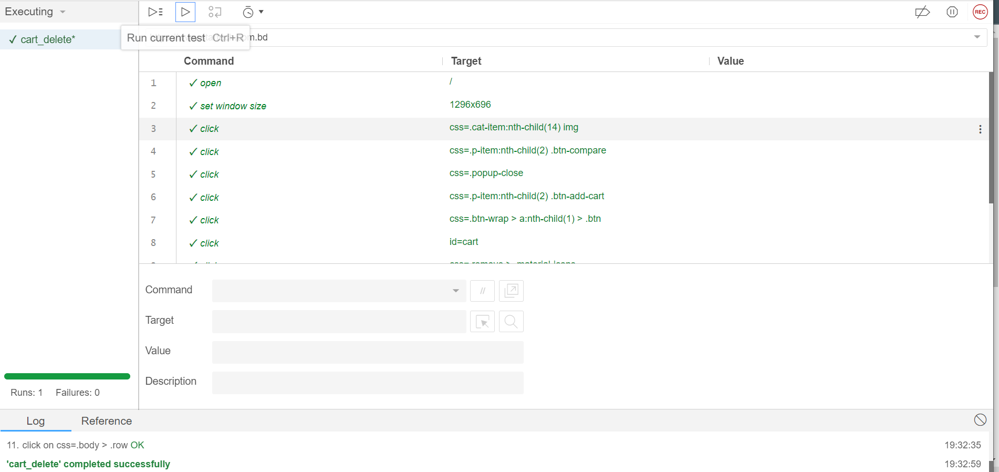 Executing
REC
✓ cart_delete*
Run current test Ctrl+R
m.bd
Command Target Value
1 ✓ open /
2 ✓ set window size 1296x696
3 ✓ click css=.cat-item:nth-child(14) img
4 ✓ click css=.p-item:nth-child(2) .btn-compare
5 ✓ click css=.popup-close
6 ✓ click css=.p-item:nth-child(2) .btn-add-cart
7 ✓ click css=.btn-wrap > a:nth-child(1) > .btn
8 ✓ click id=cart
Command //
Target
Value
Description
Runs: 1 Failures: 0
Log Reference
11. click on css=.body > .row OK 19:32:35
'cart_delete' completed successfully 19:32:59